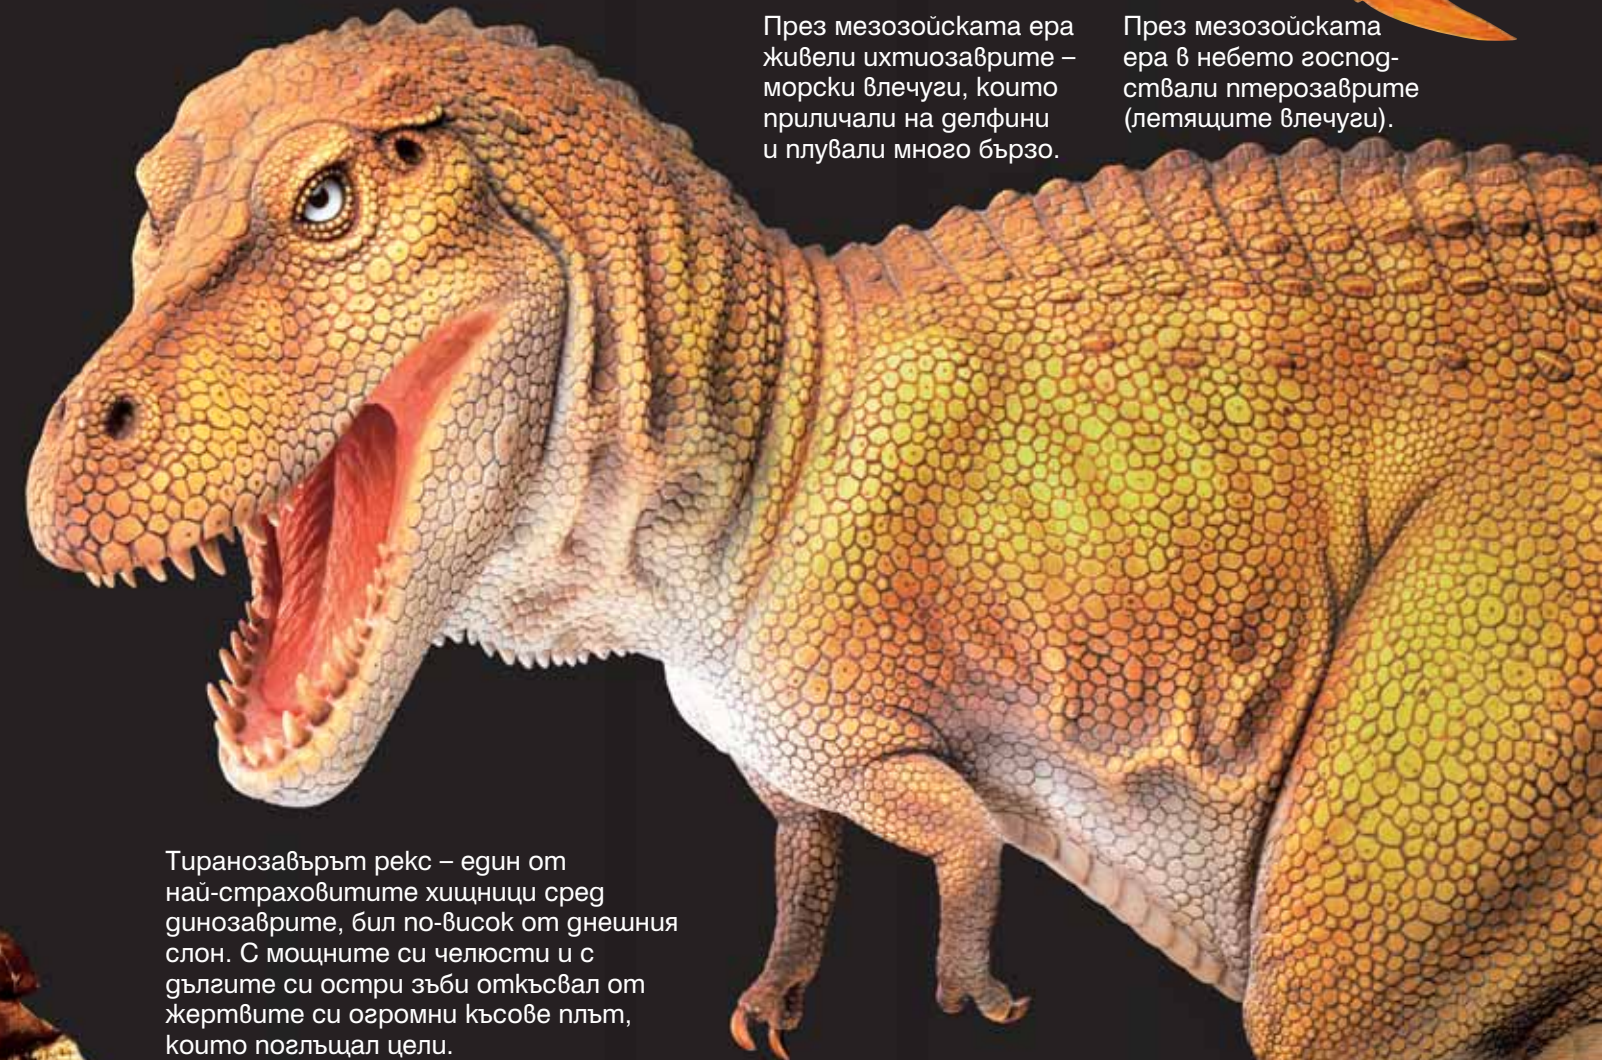 През мезозойската ера
живели ихтиозаврите –
морски влечуги, които
приличали на делфини
и плували много бързо.
През мезозойската
ера в небето господ-
ствали птерозаврите
(летящите влечуги).
Тиранозавърът рекс – един от
най-страховитите хищници сред
динозаврите, бил по-висок от днешния
слон. С мощните си челюсти и с
дългите си остри зъби откъсвал от
жертвите си огромни късове плът,
които поглъщал цели.